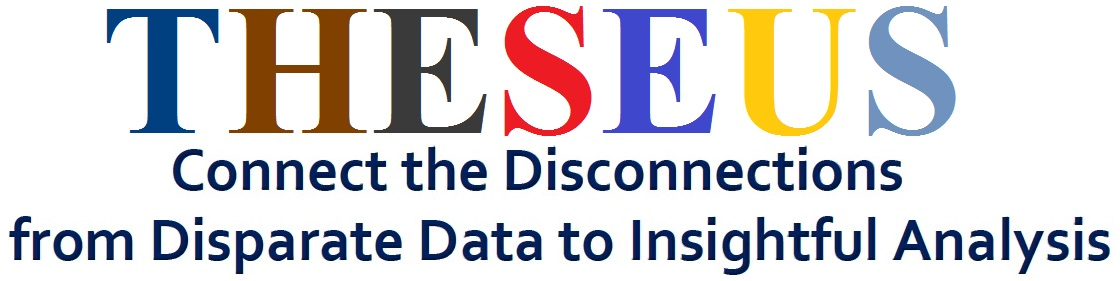 THESEUS
Connect the Disconnections
from Disparate Data to Insightful Analysis